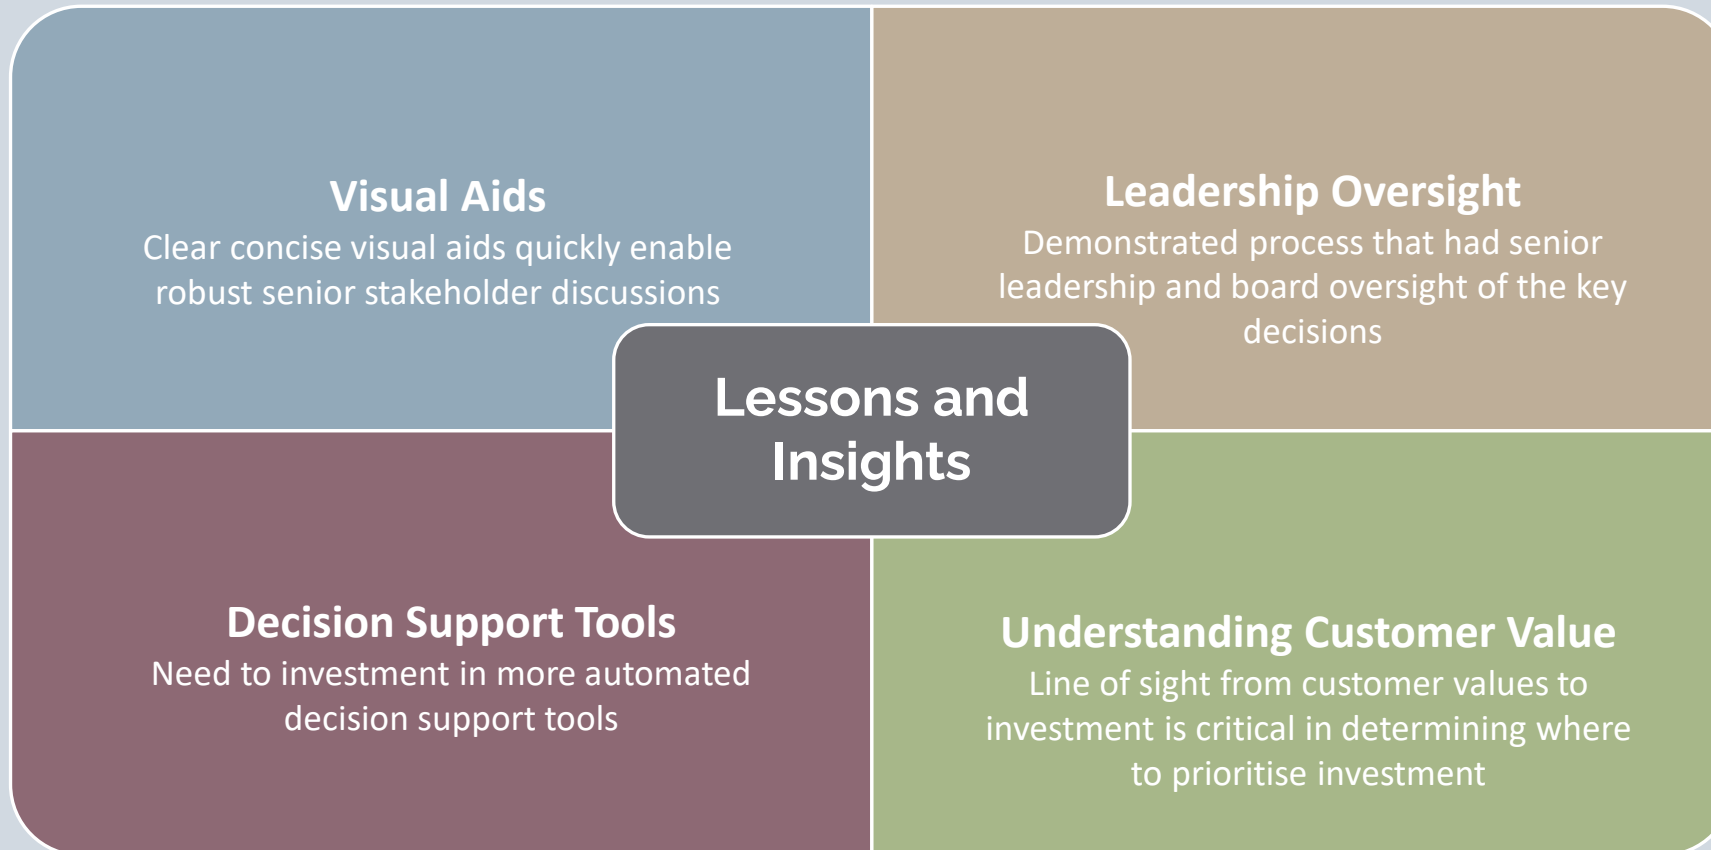 Visual Aids
Clear concise visual aids quickly enable
robust senior stakeholder discussions
Leadership Oversight
Demonstrated process that had senior
leadership and board oversight of the key
decisions
Lessons and
Insights
Decision Support Tools
Need to investment in more automated
decision support tools
Understanding Customer Value
Line of sight from customer values to
investment is critical in determining where
to prioritise investment